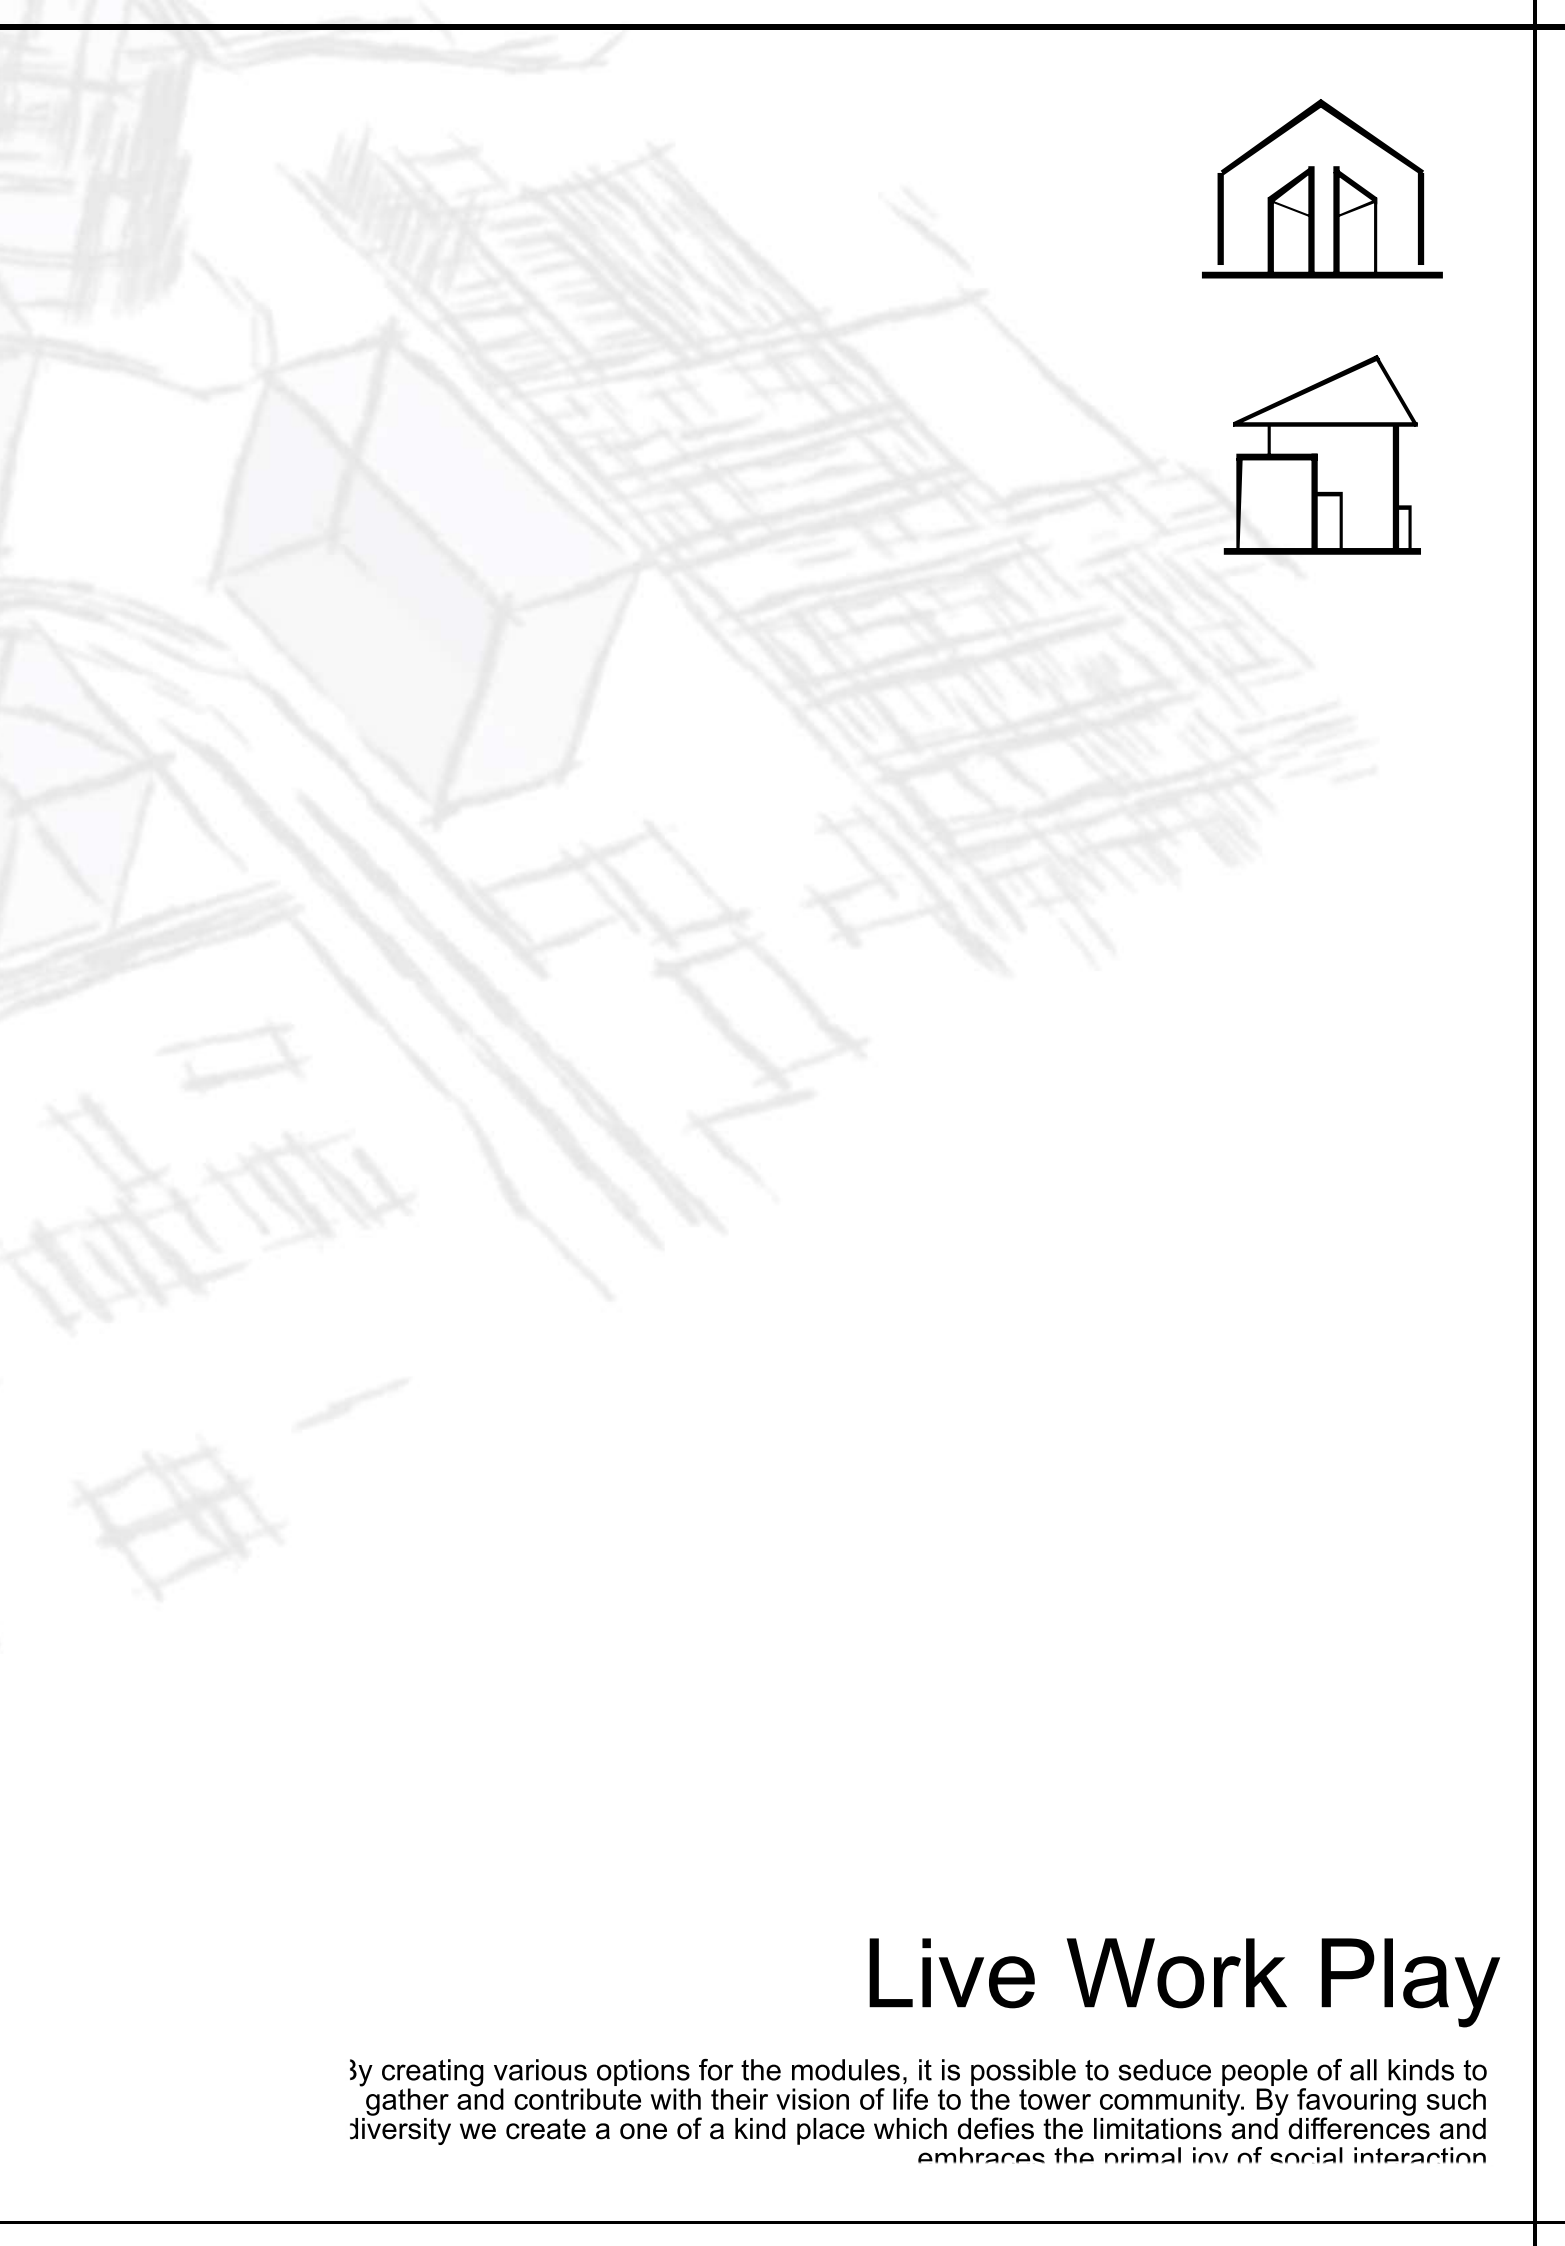 Live Work Play
By creating various options for the modules, it is possible to seduce people of all kinds to
gather and contribute with their vision of life to the tower community. By favouring such
diversity we create a one of a kind place which defies the limitations and differences and
embraces the primal joy of social interaction